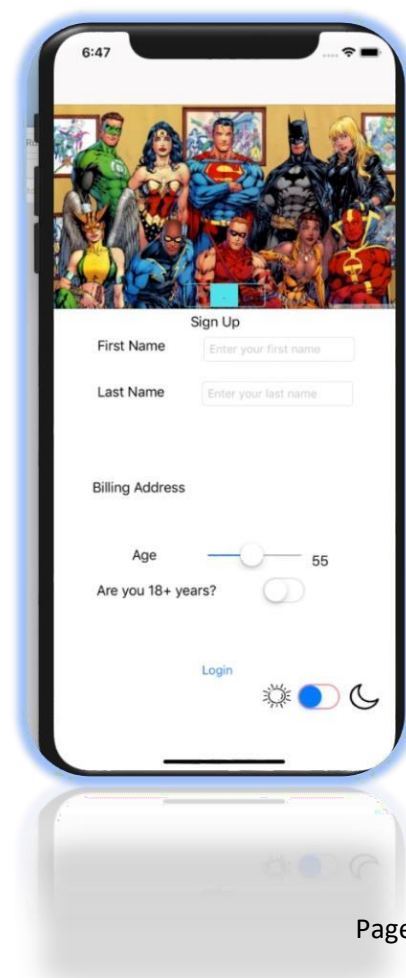 6:47
Sign Up
First Name
Enter your first name
Last Name
Enter your last name
Billing Address
Age
55
Are you 18+ years?
Login
Page